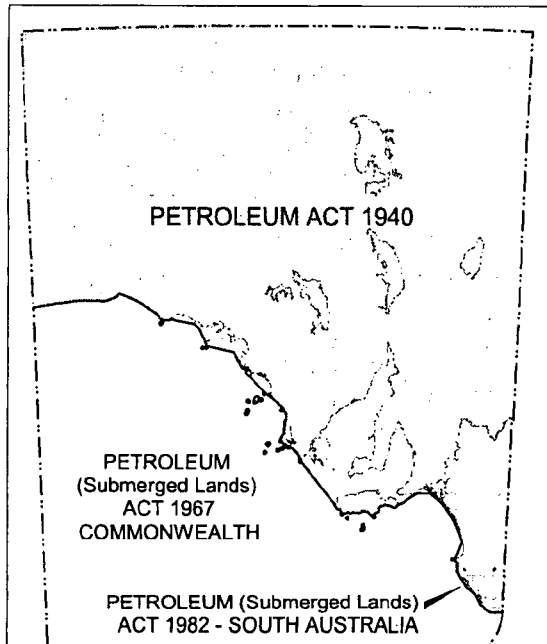 PETROLEUM ACT 1940
PETROLEUM
(Submerged Lands)
ACT 1967
COMMONWEALTH
PETROLEUM (Submerged Lands)
ACT 1982 - SOUTH AUSTRALIA